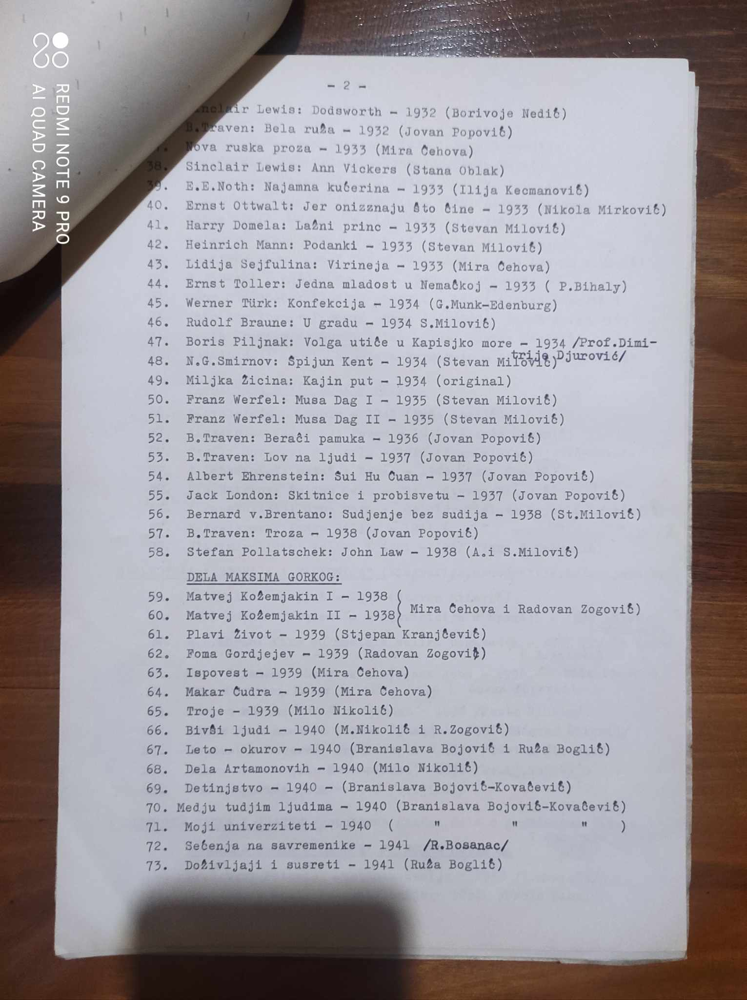 - 2 -
Sinclair Lewis: Dodsworth - 1932 (Borivoje Nedić)
B.Traven: Bela ruža - 1932 (Jovan Popović)
Nova ruska proza - 1933 (Mira Čehova)
38. Sinclair Lewis: Ann Vickers (Stana Oblak)
39. E.E.Noth: Najamna kućerina - 1933 (Ilija Kecmanović)
40. Ernst Ottwalt: Jer onizznaju što čine - 1933 (Nikola Mirković)
41. Harry Domela: Lažni princ - 1933 (Stevan Milović)
42. Heinrich Mann: Podanki - 1933 (Stevan Milović)
43. Lidija Sejfulina: Virineja - 1933 (Mira Čehova)
44. Ernst Toller: Jedna mladost u Nemačkoj - 1933 ( P.Bihaly)
45. Werner Türk: Konfekcija - 1934 (G.Munk-Edenburg)
46. Rudolf Braune: U gradu - 1934 S.Milović)
47. Boris Piljnak: Volga utiče u Kapisjko more - 1934 /Prof.Dimi-
trije Djurović/
48. N.G.Smirnov: Špijun Kent - 1934 (Stevan Milović)
49. Miljka Žicina: Kajin put - 1934 (original)
50. Franz Werfel: Musa Dag I - 1935 (Stevan Milović)
51. Franz Werfel: Musa Dag II - 1935 (Stevan Milović)
52. B.Traven: Berači pamuka - 1936 (Jovan Popović)
53. B.Traven: Lov na ljudi - 1937 (Jovan Popović)
54. Albert Ehrenstein: Šui Hu Čuan - 1937 (Jovan Popović)
55. Jack London: Skitnice i probisvetu - 1937 (Jovan Popović)
56. Bernard v.Brentano: Sudjenje bez sudija - 1938 (St.Milović)
57. B.Traven: Troza - 1938 (Jovan Popović)
58. Stefan Pollatschek: John Law - 1938 (A.i S.Milović)
DELA MAKSIMA GORKOG:
59. Matvej Kožemjakin I - 1938 (
Mira Čehova i Radovan Zogović)
60. Matvej Kožemjakin II - 1938(
61. Plavi Život - 1939 (Stjepan Kranjčević)
62. Foma Gordjejev - 1939 (Radovan Zogović)
63. Ispovest - 1939 (Mira Čehova)
64. Makar Čudra - 1939 (Mira Čehova)
65. Troje - 1939 (Milo Nikolić)
66. Bivši ljudi - 1940 (M.Nikolić i R.Zogović)
67. Leto - okurov - 1940 (Branislava Bojović i Ruža Boglić)
68. Dela Artamonovih - 1940 (Milo Nikolić)
69. Detinjstvo - 1940 - (Branislava Bojović-Kovačević)
70. Medju tudjim ljudima - 1940 (Branislava Bojović-Kovačević)
71. Moji univerziteti - 1940 ( " " " )
72. Sećenja na savremenike - 1941 /R.Bosanac/
73. Doživljaji i susreti - 1941 (Ruža Boglić)
REDMI NOTE 9 PRO
AI QUAD CAMERA